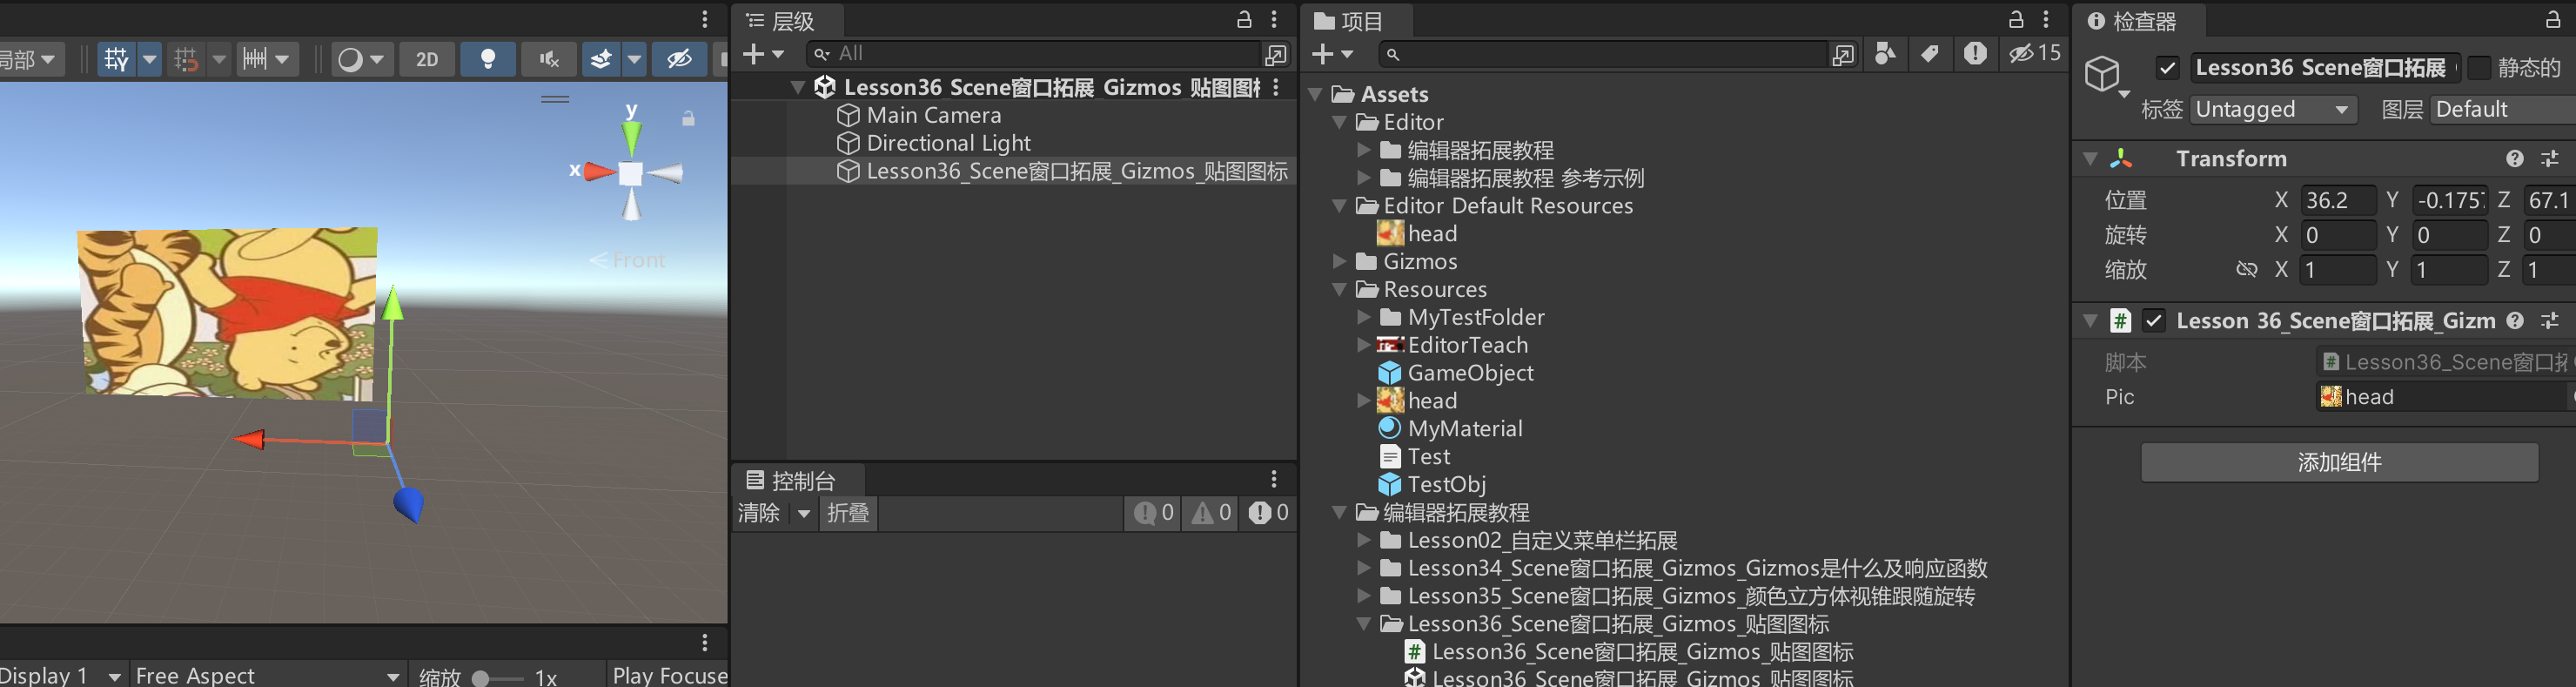 局部
2D
y
x
Front
Display 1
Free Aspect
缩放
1x
Play Focuse
层级
All
Lesson36_Scene窗口拓展_Gizmos_贴图图标
Main Camera
Directional Light
Lesson36_Scene窗口拓展_Gizmos_贴图图标
控制台
清除
折叠
0
0
0
项目
15
Assets
Editor
编辑器拓展教程
编辑器拓展教程 参考示例
Editor Default Resources
head
Gizmos
Resources
MyTestFolder
EditorTeach
GameObject
head
MyMaterial
Test
TestObj
编辑器拓展教程
Lesson02_自定义菜单栏拓展
Lesson34_Scene窗口拓展_Gizmos_Gizmos是什么及响应函数
Lesson35_Scene窗口拓展_Gizmos_颜色立方体视锥跟随旋转
Lesson36_Scene窗口拓展_Gizmos_贴图图标
Lesson36_Scene窗口拓展_Gizmos_贴图图标
Lesson36_Scene窗口拓展_Gizmos_贴图图标
检查器
Lesson36 Scene窗口拓展
静态的
标签 Untagged 图层 Default
Transform
位置 X 36.2 Y -0.175 Z 67.1
旋转 X 0 Y 0 Z 0
缩放 X 1 Y 1 Z 1
Lesson 36_Scene窗口拓展_Gizm
脚本 Lesson36_Scene窗口拓
Pic head
添加组件